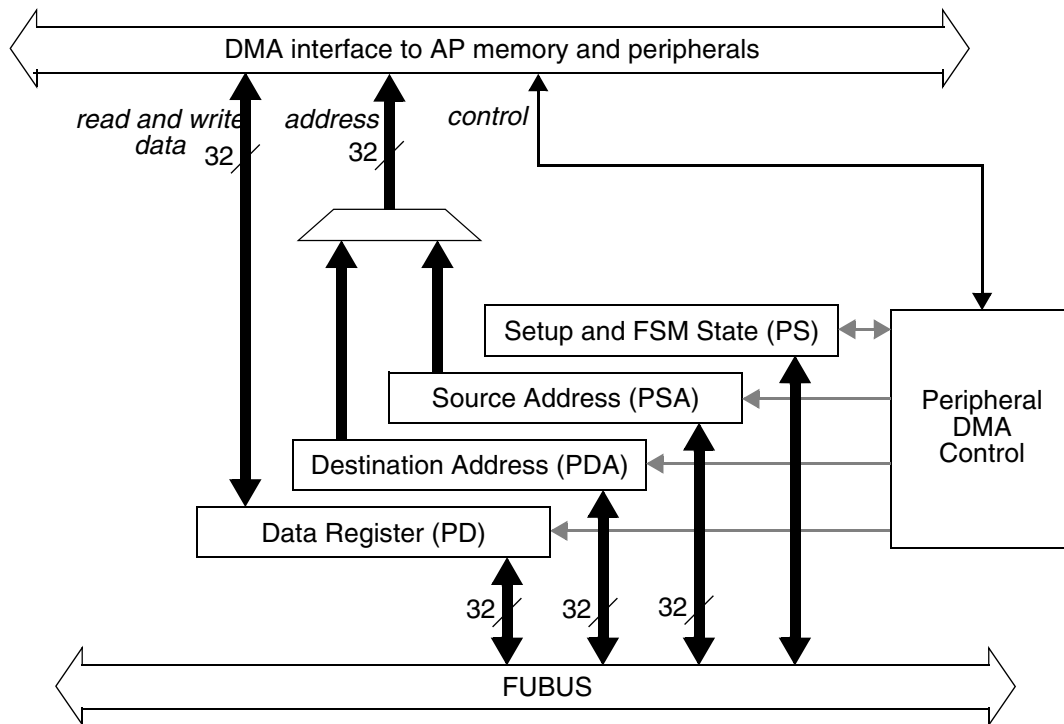 DMA interface to AP memory and peripherals
read and write
data
32
address
32
control
Setup and FSM State (PS)
Source Address (PSA)
Peripheral
DMA
Control
Destination Address (PDA)
Data Register (PD)
32
32
32
FUBUS